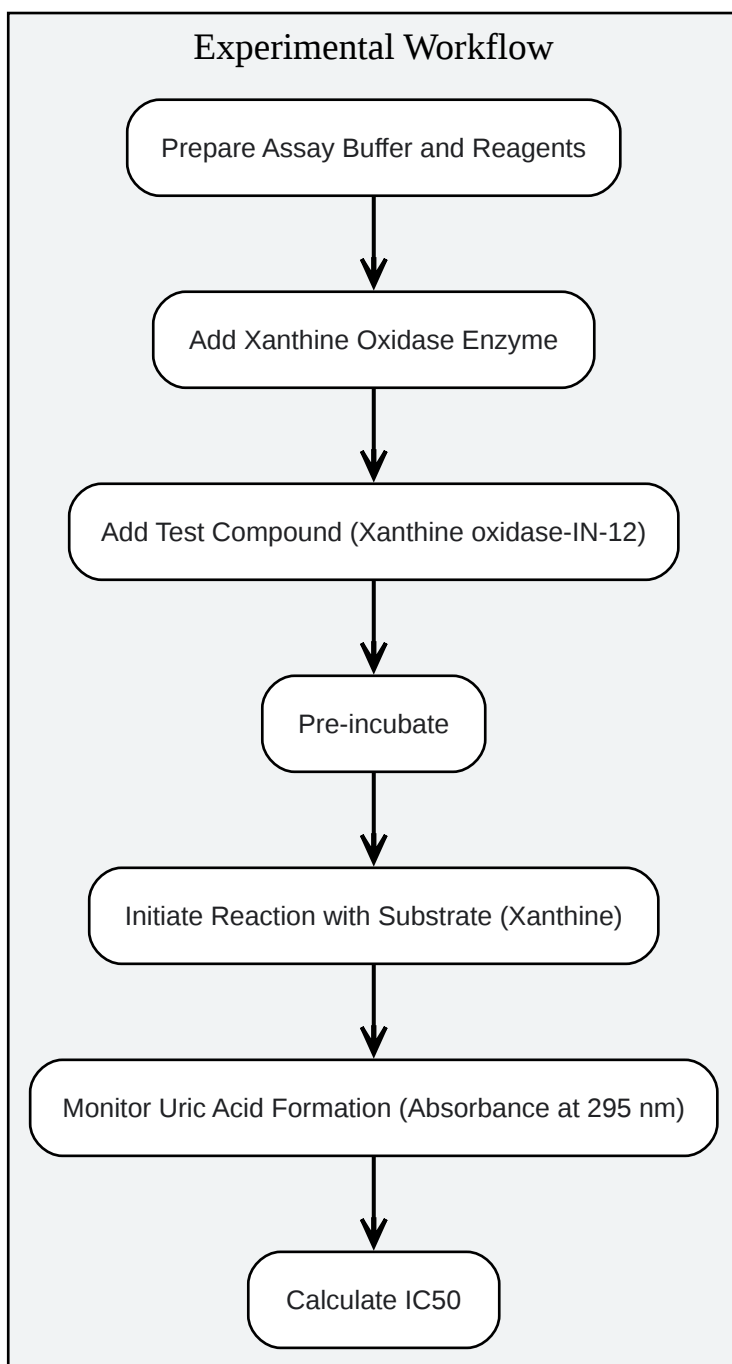 Experimental Workflow
Prepare Assay Buffer and Reagents
Add Xanthine Oxidase Enzyme
Add Test Compound (Xanthine oxidase-IN-12)
Pre-incubate
Initiate Reaction with Substrate (Xanthine)
Monitor Uric Acid Formation (Absorbance at 295 nm)
Calculate IC50